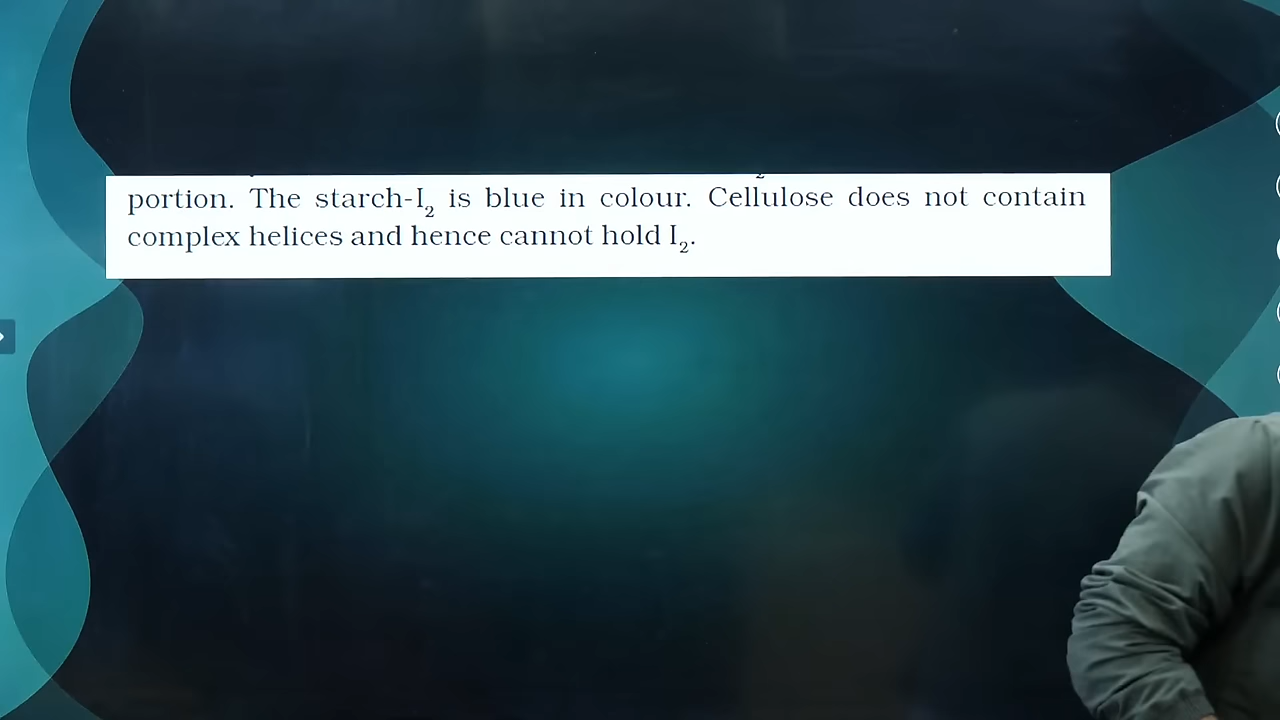 portion. The starch-I₂ is blue in colour. Cellulose does not contain
complex helices and hence cannot hold I₂.